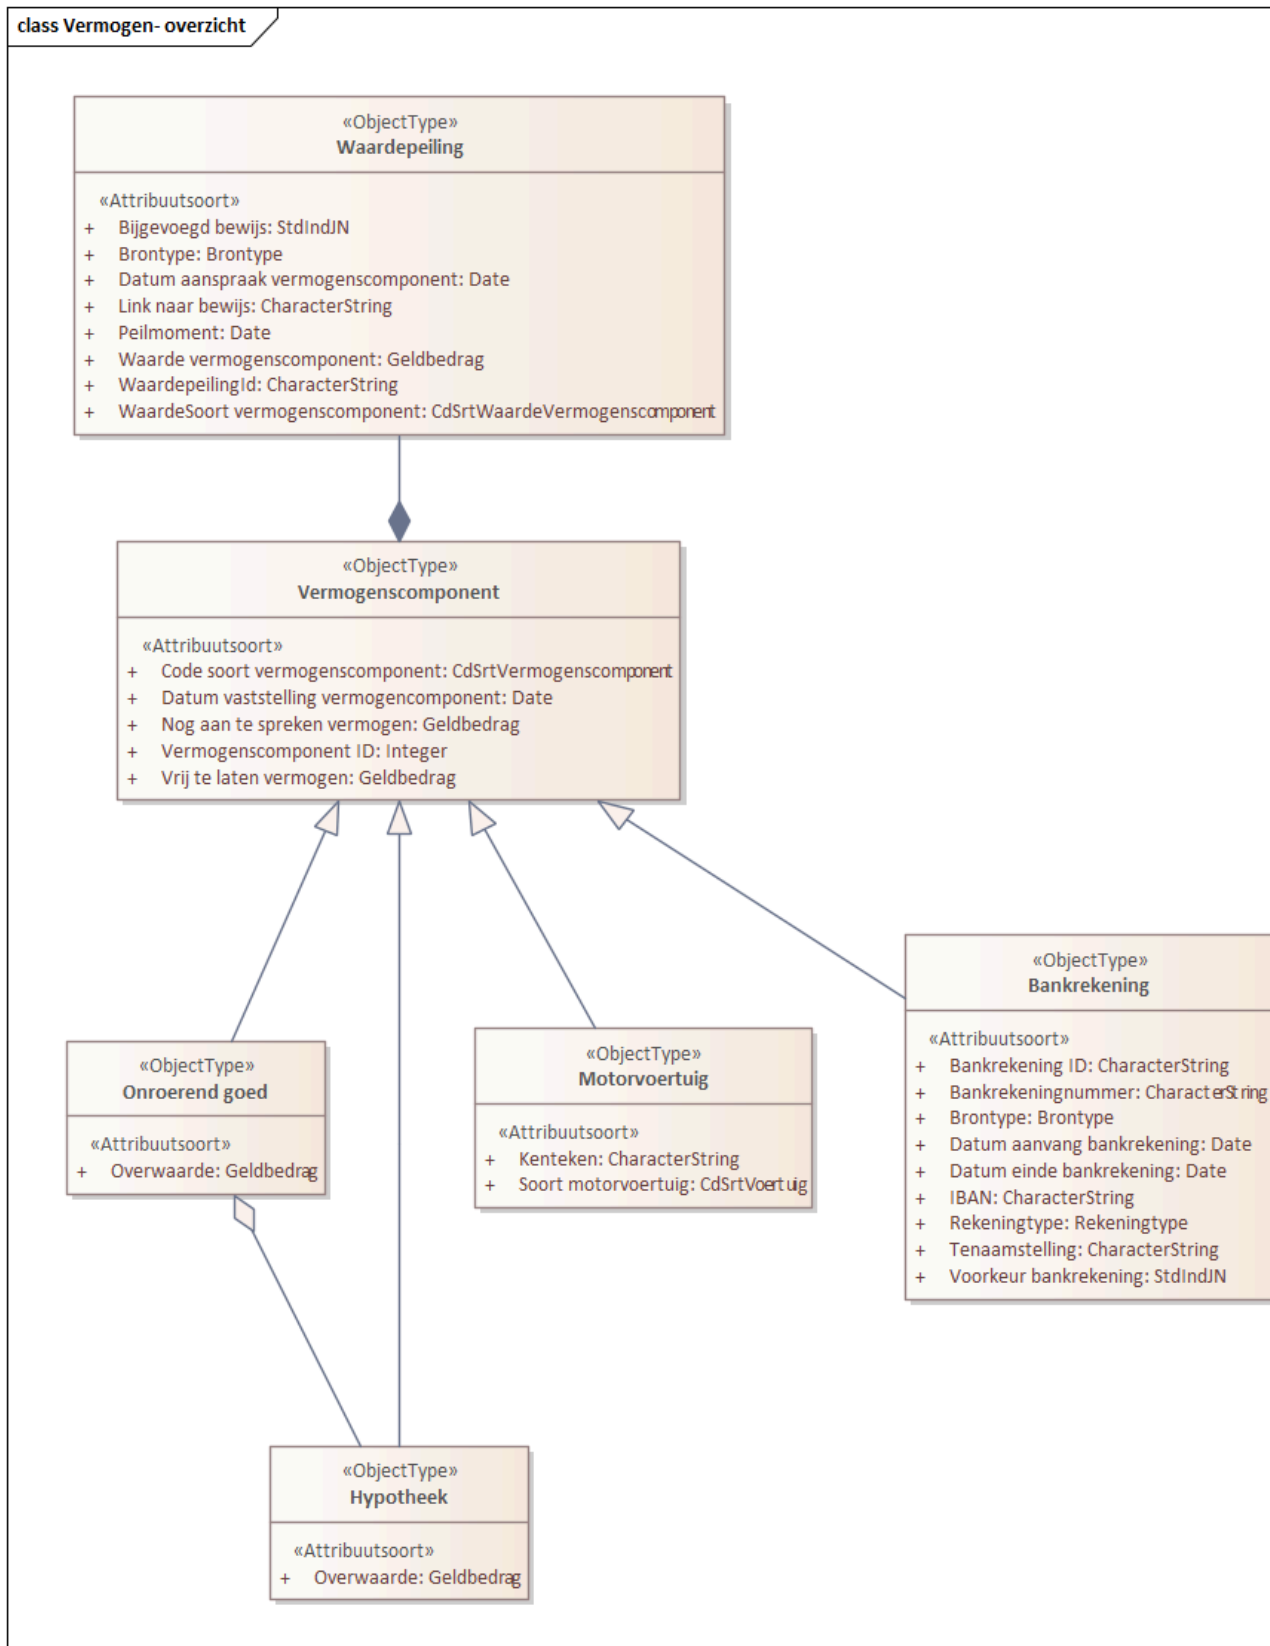 class Vermogen- overzicht
«ObjectType»
Waardepeiling
«Attribuutsoort»
+ Bijgevoegd bewijs: StdIndJN
+ Brontype: Brontype
+ Datum aanspraak vermogenscomponent: Date
+ Link naar bewijs: CharacterString
+ Peilmoment: Date
+ Waarde vermogenscomponent: Geldbedrag
+ WaardepeilingId: CharacterString
+ WaardeSoort vermogenscomponent: CdSrtWaardeVermogenscomponent
«ObjectType»
Vermogenscomponent
«Attribuutsoort»
+ Code soort vermogenscomponent: CdSrtVermogenscomponent
+ Datum vaststelling vermogencomponent: Date
+ Nog aan te spreken vermogen: Geldbedrag
+ Vermogenscomponent ID: Integer
+ Vrij te laten vermogen: Geldbedrag
«ObjectType»
Onroerend goed
«Attribuutsoort»
+ Overwaarde: Geldbedrag
«ObjectType»
Motorvoertuig
«Attribuutsoort»
+ Kenteken: CharacterString
+ Soort motorvoertuig: CdSrtVoertuig
«ObjectType»
Bankrekening
«Attribuutsoort»
+ Bankrekening ID: CharacterString
+ Bankrekeningnummer: CharacterString
+ Brontype: Brontype
+ Datum aanvang bankrekening: Date
+ Datum einde bankrekening: Date
+ IBAN: CharacterString
+ Rekeningtype: Rekeningtype
+ Tenaamstelling: CharacterString
+ Voorkeur bankrekening: StdIndJN
«ObjectType»
Hypotheek
«Attribuutsoort»
+ Overwaarde: Geldbedrag